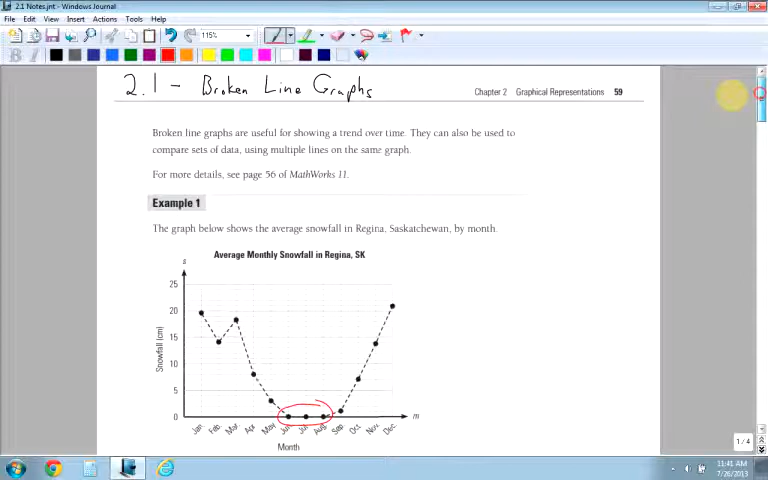 2.1 Notes.jnt - Windows Journal
File Edit View Insert Actions Tools Help
115%
B I
2.1 - Broken Line Graphs
Chapter 2 Graphical Representations 59
Broken line graphs are useful for showing a trend over time. They can also be used to
compare sets of data, using multiple lines on the same graph.
For more details, see page 56 of MathWorks 11.
Example 1
The graph below shows the average snowfall in Regina, Saskatchewan, by month.
Average Monthly Snowfall in Regina, SK
s
25
20
15
10
5
0
Snowfall (cm)
m
Jan. Feb. Mar. Apr. May Jun. Jul. Aug. Sep. Oct. Nov. Dec.
Month
1 / 4
11:41 AM
7/26/2013